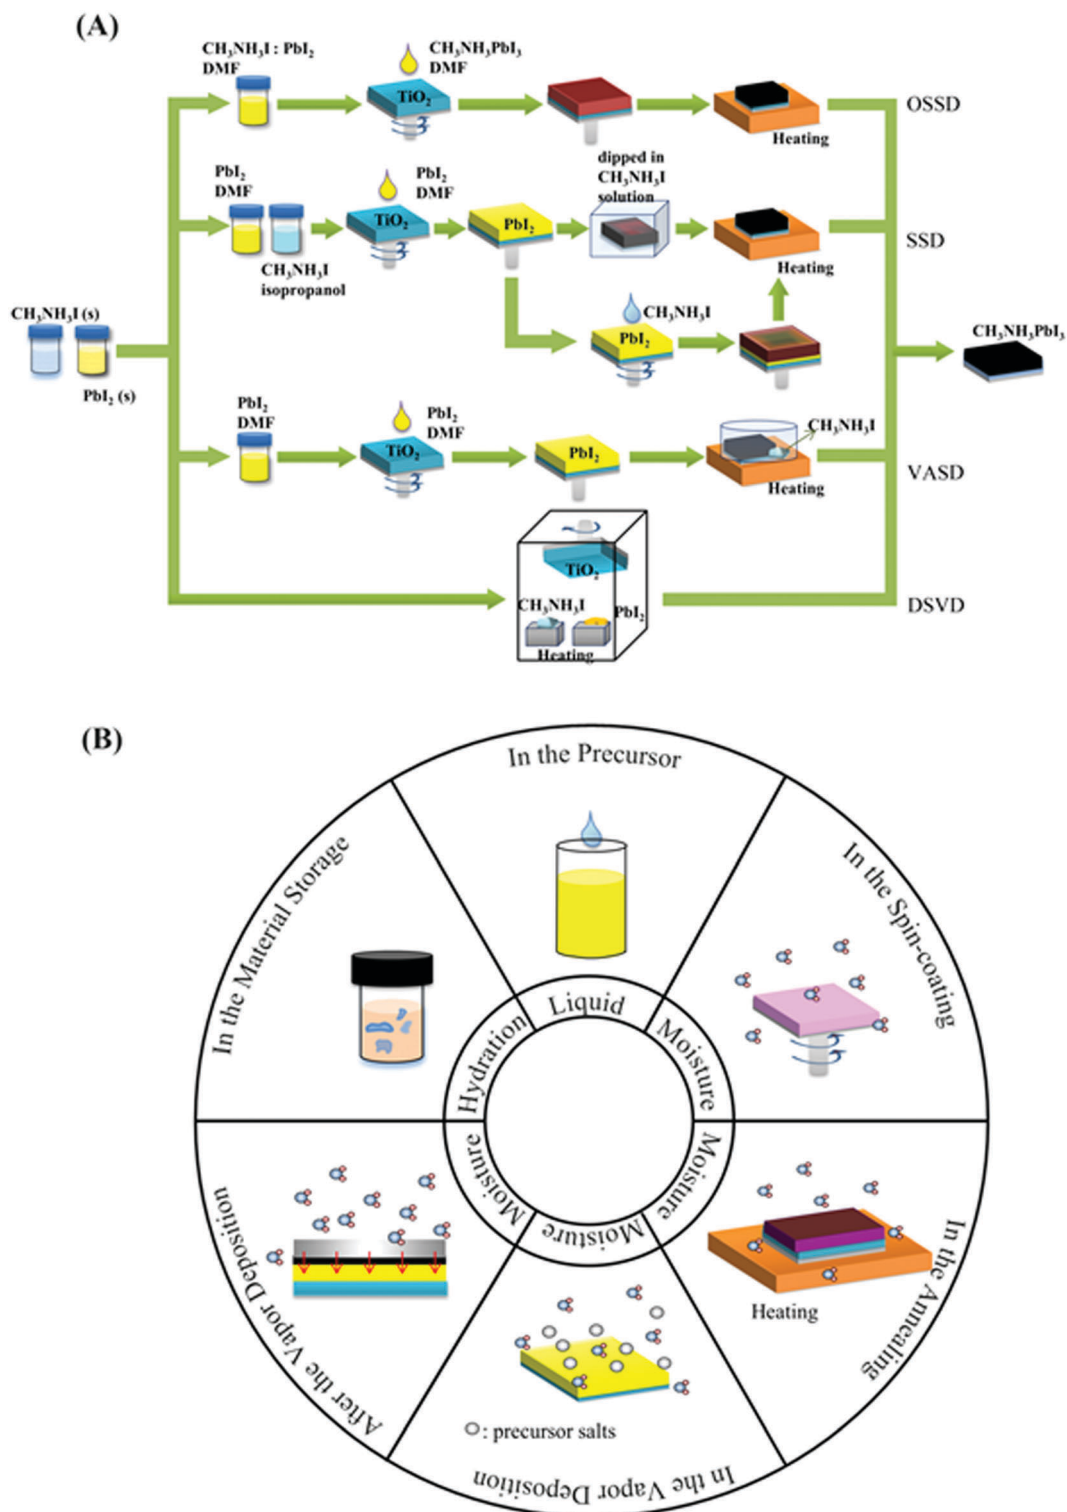 (A)
CH₃NH₃I : PbI₂
DMF
CH₃NH₃PbI₃
DMF
TiO₂
Heating
OSSD
PbI₂
DMF
CH₃NH₃I
isopropanol
PbI₂
DMF
TiO₂
PbI₂
dipped in
CH₃NH₃I
solution
Heating
SSD
CH₃NH₃I
PbI₂
CH₃NH₃I (s)
PbI₂ (s)
CH₃NH₃PbI₃
PbI₂
DMF
PbI₂
DMF
TiO₂
PbI₂
CH₃NH₃I
Heating
VASD
TiO₂
CH₃NH₃I
PbI₂
Heating
DSVD
(B)
In the Precursor
Liquid
In the Spin-coating
Moisture
In the Annealing
Moisture
Heating
In the Vapor Deposition
Moisture
: precursor salts
After the Vapor Deposition
Moisture
In the Material Storage
Hydration